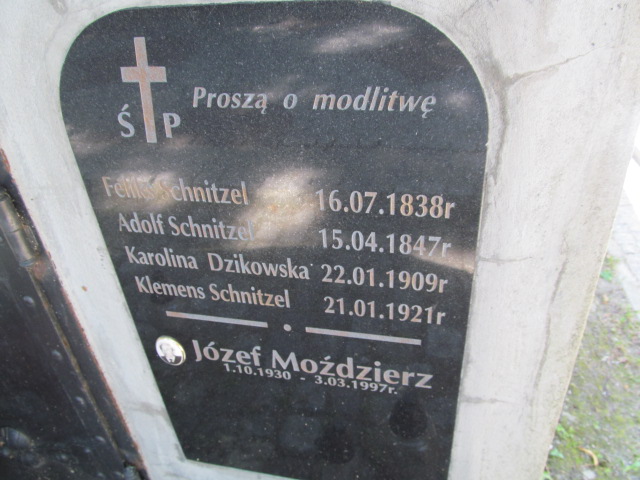 Ś P
Proszą o modlitwę
Feliks Schnitzel 16.07.1838r
Adolf Schnitzel 15.04.1847r
Karolina Dzikowska 22.01.1909r
Klemens Schnitzel 21.01.1921r
Józef Moździerz
1.10.1930 - 3.03.1997r.